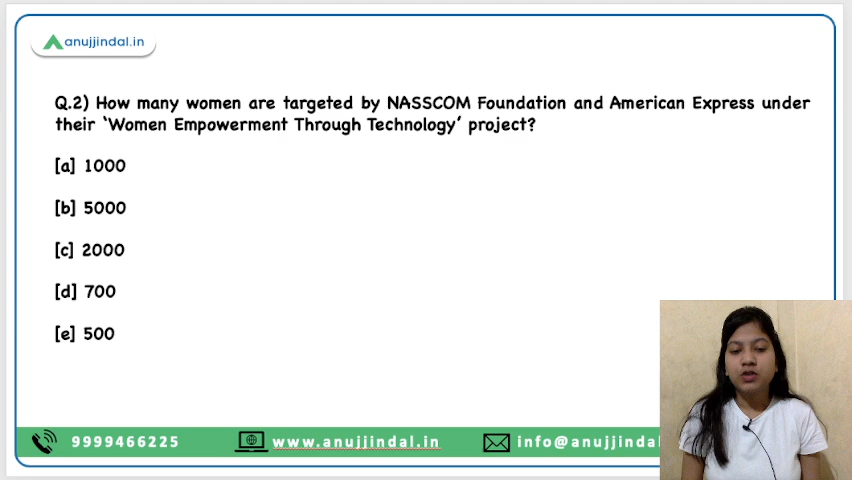 anujjindal.in
Q.2) How many women are targeted by NASSCOM Foundation and American Express under
their ‘Women Empowerment Through Technology’ project?
[a] 1000
[b] 5000
[c] 2000
[d] 700
[e] 500
9999466225 www.anujjindal.in info@anujjindal